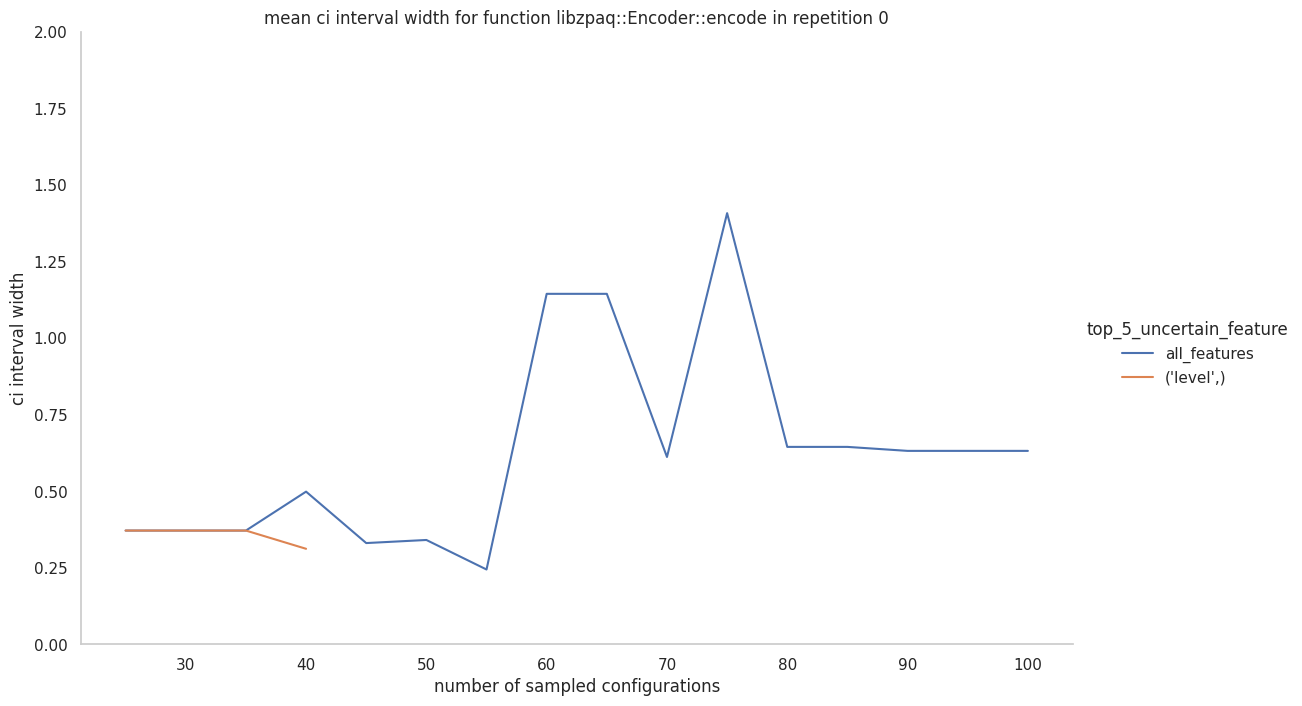 mean ci interval width for function libzpaq::Encoder::encode in repetition 0
2.00
1.75
1.50
1.25
1.00
0.75
0.50
0.25
0.00
ci interval width
30 40 50 60 70 80 90 100
number of sampled configurations
top_5_uncertain_feature
all_features
('level',)